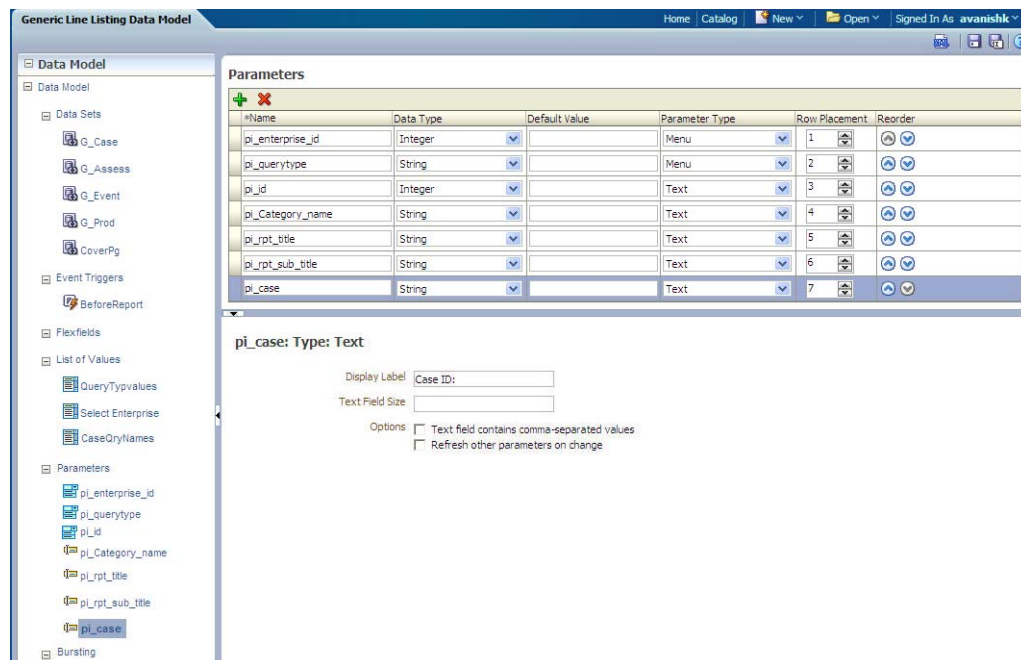 Generic Line Listing Data Model
Home Catalog New Open Signed In As avanishk
Data Model
Data Model
Data Sets
G_Case
G_Assess
G_Event
G_Prod
CoverPg
Event Triggers
BeforeReport
Flexfields
List of Values
QueryTypvalues
Select Enterprise
CaseQryNames
Parameters
pi_enterprise_id
pi_querytype
pi_id
pi_Category_name
pi_rpt_title
pi_rpt_sub_title
pi_case
Bursting
Parameters
*Name Data Type Default Value Parameter Type Row Placement Reorder
pi_enterprise_id Integer Menu 1
pi_querytype String Menu 2
pi_id Integer Text 3
pi_Category_name String Text 4
pi_rpt_title String Text 5
pi_rpt_sub_title String Text 6
pi_case String Text 7
pi_case: Type: Text
Display Label Case ID:
Text Field Size
Options Text field contains comma-separated values
Refresh other parameters on change